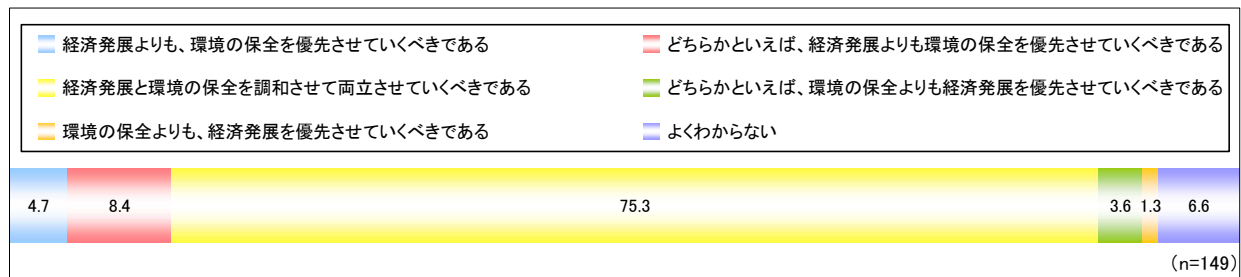 経済発展よりも、環境の保全を優先させていくべきである
どちらかといえば、経済発展よりも環境の保全を優先させていくべきである
経済発展と環境の保全を調和させて両立させていくべきである
どちらかといえば、環境の保全よりも経済発展を優先させていくべきである
環境の保全よりも、経済発展を優先させていくべきである
よくわからない
4.7 8.4 75.3 3.6 1.3 6.6
(n=149)